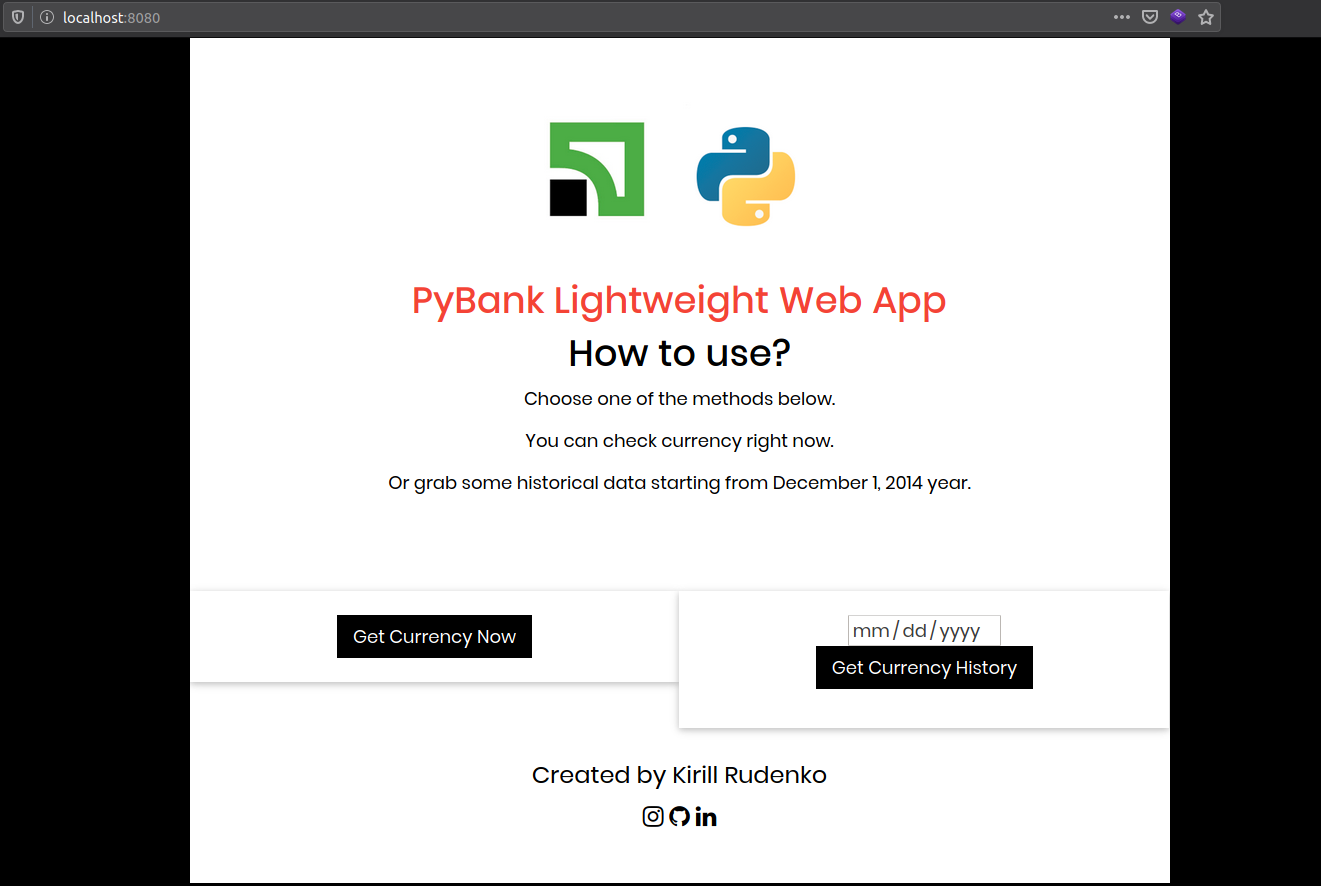 localhost:8080
PyBank Lightweight Web App
How to use?
Choose one of the methods below.
You can check currency right now.
Or grab some historical data starting from December 1, 2014 year.
Get Currency Now
mm/dd/yyyy
Get Currency History
Created by Kirill Rudenko